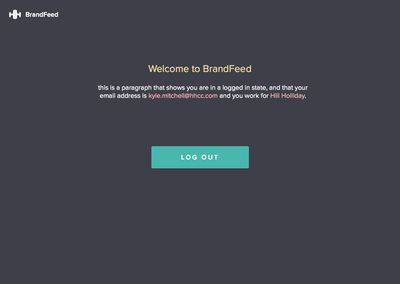 BrandFeed
Welcome to BrandFeed
this is a paragraph that shows you are in a logged in state, and that your
email address is kyle.mitchell@hhcc.com and you work for Hill Holliday.
LOG OUT